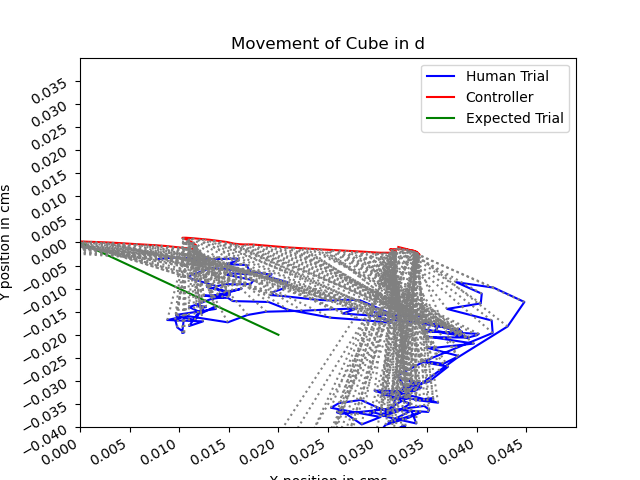 Movement of Cube in d
Human Trial
Controller
Expected Trial
Y position in cms
0.035
0.030
0.025
0.020
0.015
0.010
0.005
0.000
−0.005
−0.010
−0.015
−0.020
−0.025
−0.030
−0.035
−0.040
0.000 0.005 0.010 0.015 0.020 0.025 0.030 0.035 0.040 0.045
X position in cms